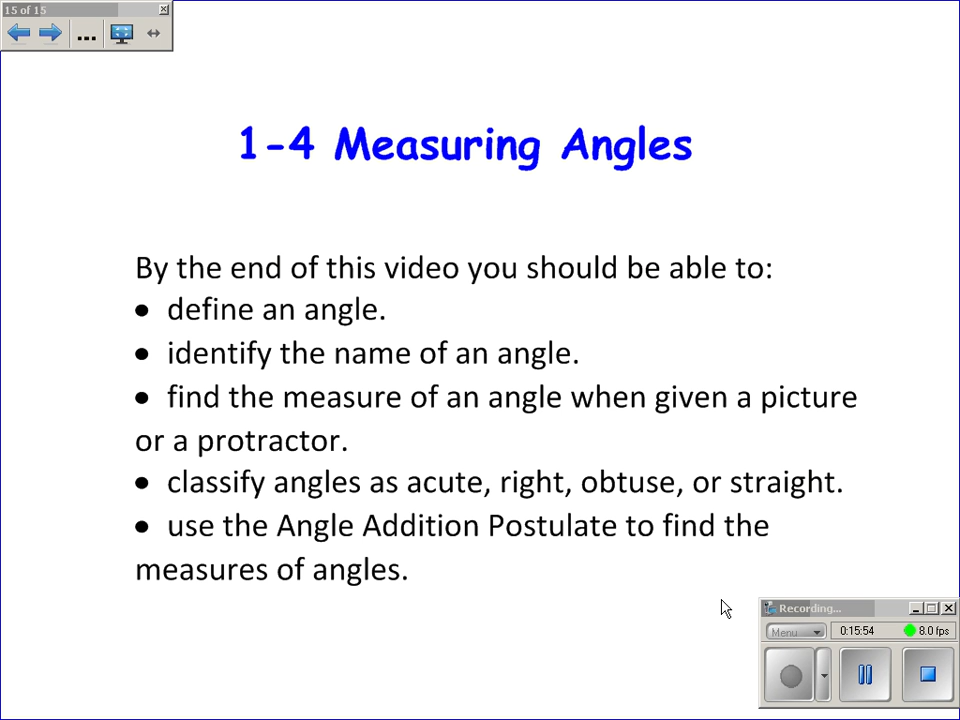 15 of 15
...
1-4 Measuring Angles
By the end of this video you should be able to:
• define an angle.
• identify the name of an angle.
• find the measure of an angle when given a picture
or a protractor.
• classify angles as acute, right, obtuse, or straight.
• use the Angle Addition Postulate to find the
measures of angles.
Recording...
Menu 0:15:54 8.0 fps